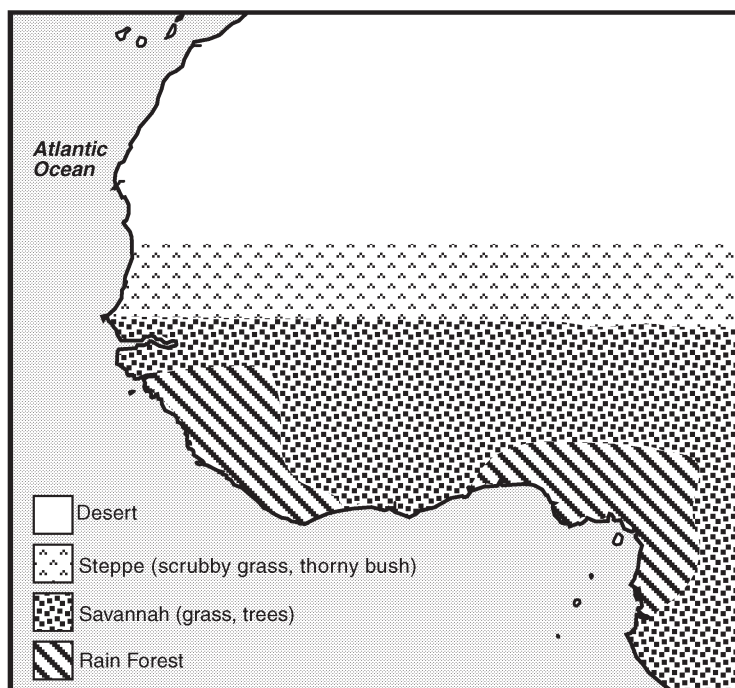 Atlantic
Ocean
Desert
Steppe (scrubby grass, thorny bush)
Savannah (grass, trees)
Rain Forest